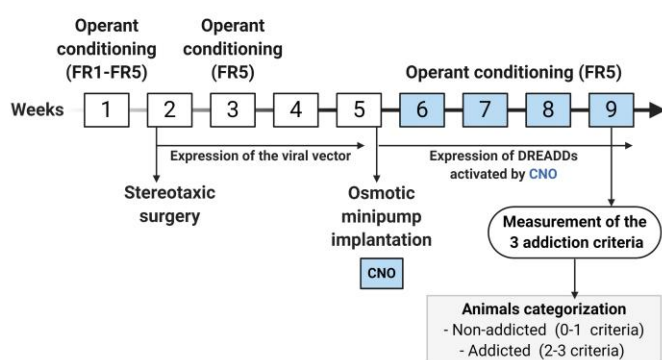 Operant
conditioning
(FR1-FR5)
Operant
conditioning
(FR5)
Operant conditioning (FR5)
Weeks 1 2 3 4 5 6 7 8 9
Expression of the viral vector
Expression of DREADDs
activated by CNO
Stereotaxic
surgery
Osmotic
minipump
implantation
CNO
Measurement of the
3 addiction criteria
Animals categorization
- Non-addicted (0-1 criteria)
- Addicted (2-3 criteria)